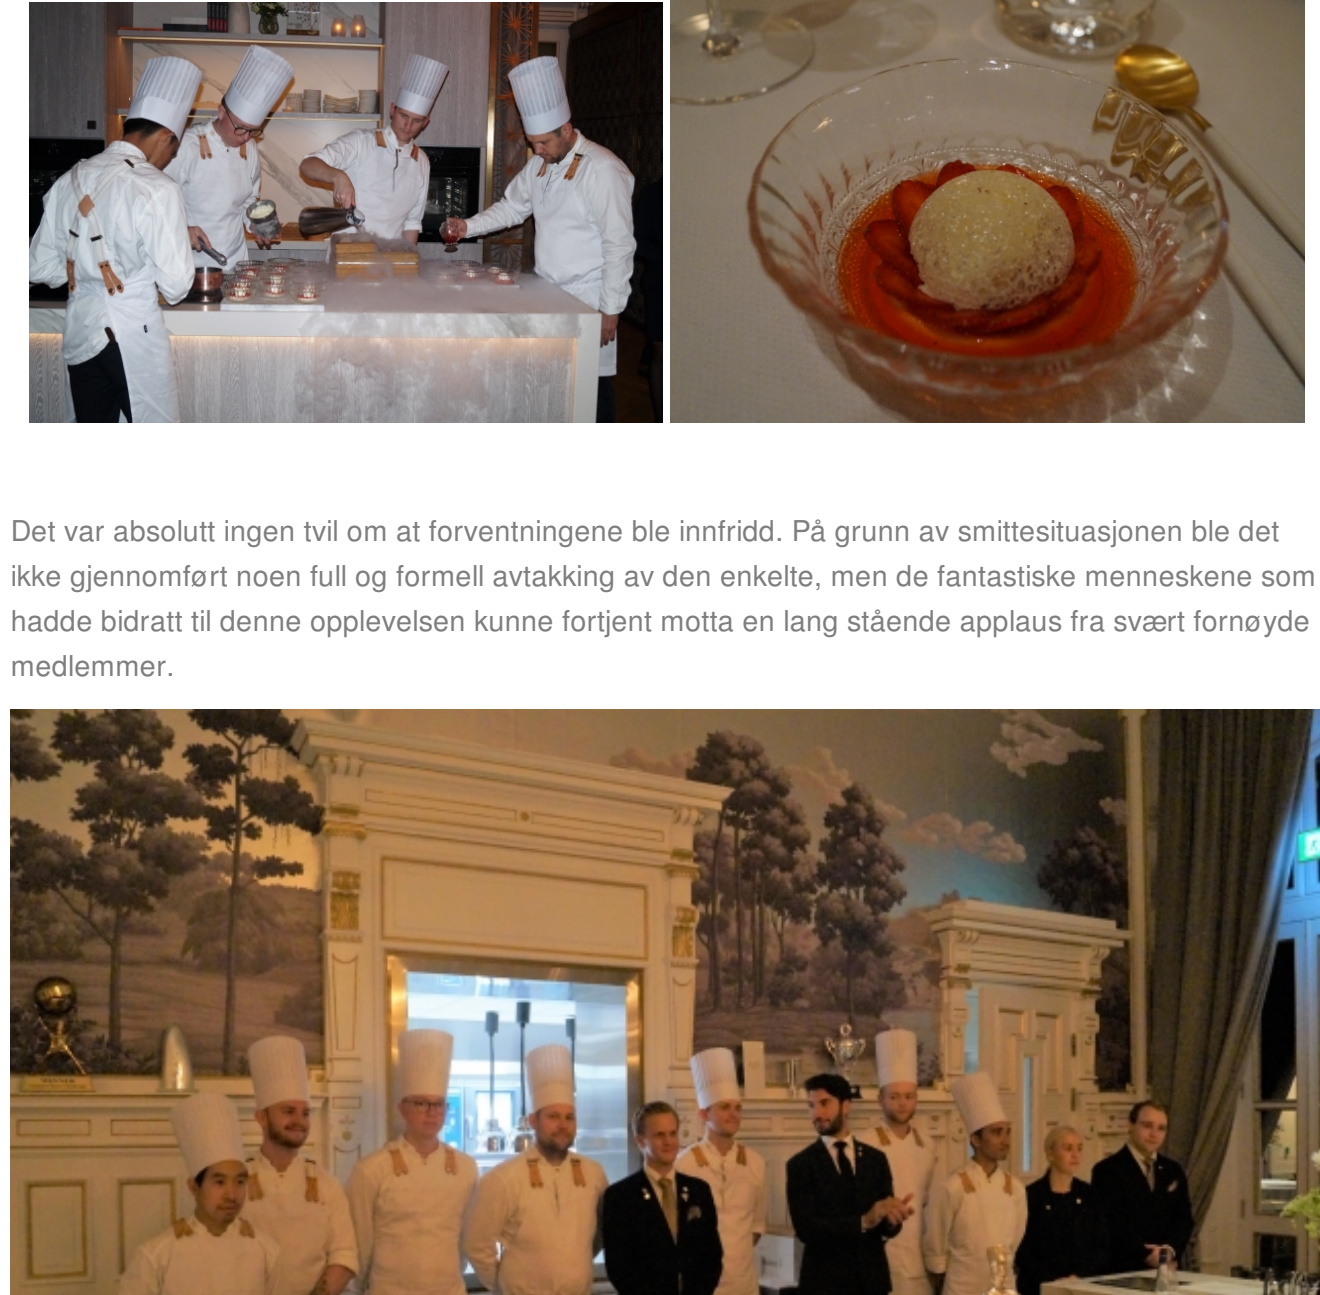 Det var absolutt ingen tvil om at forventningene ble innfridd. På grunn av smittesituasjonen ble det
ikke gjennomført noen full og formell avtakking av den enkelte, men de fantastiske menneskene som
hadde bidratt til denne opplevelsen kunne fortjent motta en lang stående applaus fra svært fornøyde
medlemmer.
WINNER